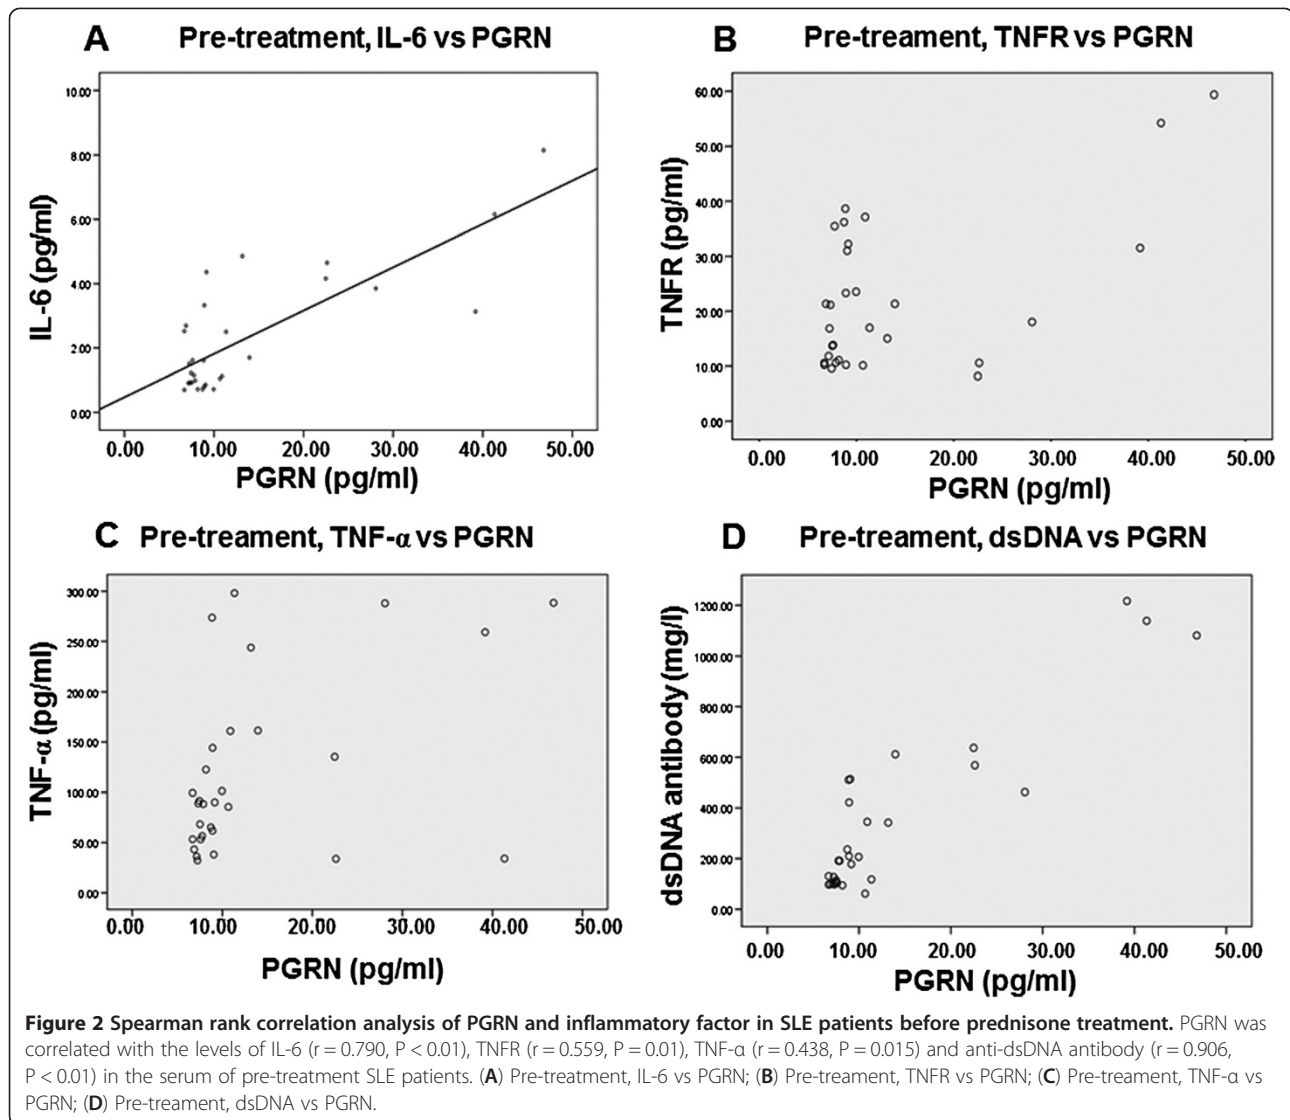 A Pre-treatment, IL-6 vs PGRN
10.00
8.00
6.00
4.00
2.00
0.00
IL-6 (pg/ml)
0.00 10.00 20.00 30.00 40.00 50.00
PGRN (pg/ml)
B Pre-treament, TNFR vs PGRN
60.00
50.00
40.00
30.00
20.00
10.00
0.00
TNFR (pg/ml)
0.00 10.00 20.00 30.00 40.00 50.00
PGRN (pg/ml)
C Pre-treament, TNF-α vs PGRN
300.00
250.00
200.00
150.00
100.00
50.00
0.00
TNF-α (pg/ml)
0.00 10.00 20.00 30.00 40.00 50.00
PGRN (pg/ml)
D Pre-treament, dsDNA vs PGRN
1200.00
1000.00
800.00
600.00
400.00
200.00
0.00
dsDNA antibody (mg/l)
0.00 10.00 20.00 30.00 40.00 50.00
PGRN (pg/ml)
Figure 2 Spearman rank correlation analysis of PGRN and inflammatory factor in SLE patients before prednisone treatment. PGRN was
correlated with the levels of IL-6 (r = 0.790, P < 0.01), TNFR (r = 0.559, P = 0.01), TNF-α (r = 0.438, P = 0.015) and anti-dsDNA antibody (r = 0.906,
P < 0.01) in the serum of pre-treatment SLE patients. (A) Pre-treatment, IL-6 vs PGRN; (B) Pre-treament, TNFR vs PGRN; (C) Pre-treament, TNF-α vs
PGRN; (D) Pre-treament, dsDNA vs PGRN.